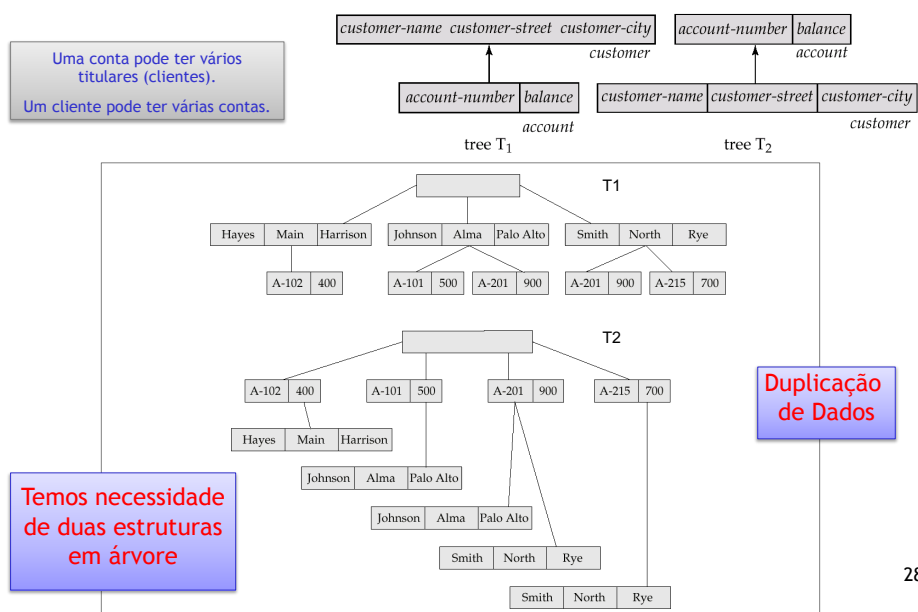 Uma conta pode ter vários
titulares (clientes).
Um cliente pode ter várias contas.
customer-name customer-street customer-city
customer
account-number balance
account
tree T1
account-number balance
account
customer-name customer-street customer-city
customer
tree T2
T1
Hayes Main Harrison
Johnson Alma Palo Alto
Smith North Rye
A-102 400
A-101 500
A-201 900
A-201 900
A-215 700
T2
A-102 400
A-101 500
A-201 900
A-215 700
Hayes Main Harrison
Johnson Alma Palo Alto
Johnson Alma Palo Alto
Smith North Rye
Smith North Rye
Duplicação
de Dados
Temos necessidade
de duas estruturas
em árvore
28